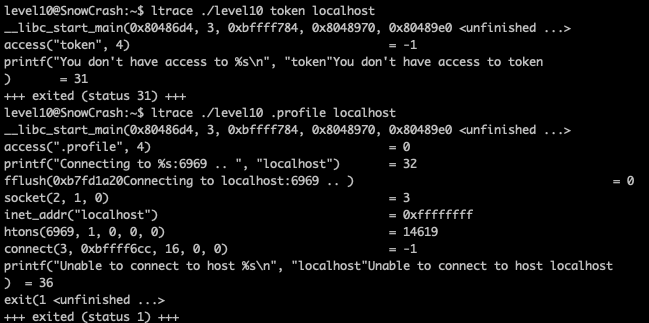 level10@SnowCrash:~$ ltrace ./level10 token localhost
__libc_start_main(0x80486d4, 3, 0xbffff784, 0x8048970, 0x80489e0 <unfinished ...>
access("token", 4) = -1
printf("You don't have access to %s\n", "token"You don't have access to token
) = 31
+++ exited (status 31) +++
level10@SnowCrash:~$ ltrace ./level10 .profile localhost
__libc_start_main(0x80486d4, 3, 0xbffff784, 0x8048970, 0x80489e0 <unfinished ...>
access(".profile", 4) = 0
printf("Connecting to %s:6969 .. ", "localhost") = 32
fflush(0xb7fd1a20Connecting to localhost:6969 .. ) = 0
socket(2, 1, 0) = 3
inet_addr("localhost") = 0xffffffff
htons(6969, 1, 0, 0, 0) = 14619
connect(3, 0xbffff6cc, 16, 0, 0) = -1
printf("Unable to connect to host %s\n", "localhost"Unable to connect to host localhost
) = 36
exit(1 <unfinished ...>
+++ exited (status 1) +++